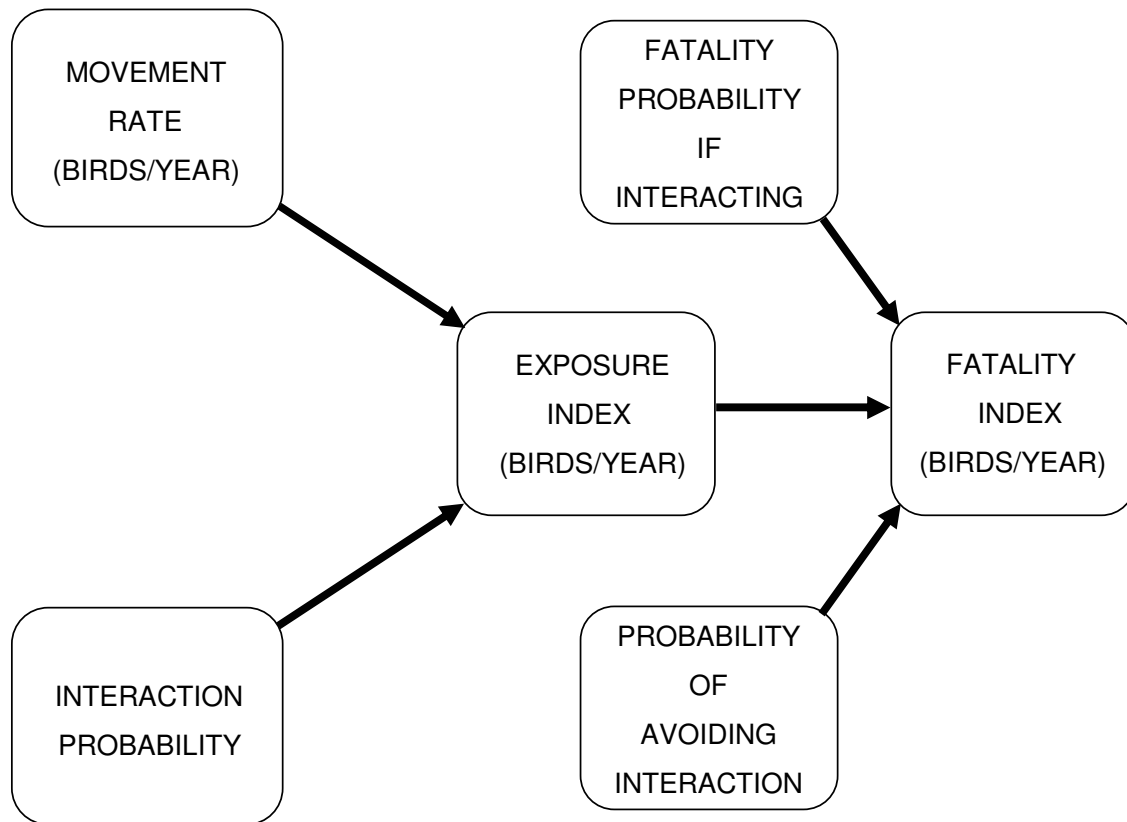 MOVEMENT
RATE
(BIRDS/YEAR)
FATALITY
PROBABILITY
IF
INTERACTING
EXPOSURE
INDEX
(BIRDS/YEAR)
FATALITY
INDEX
(BIRDS/YEAR)
INTERACTION
PROBABILITY
PROBABILITY
OF
AVOIDING
INTERACTION